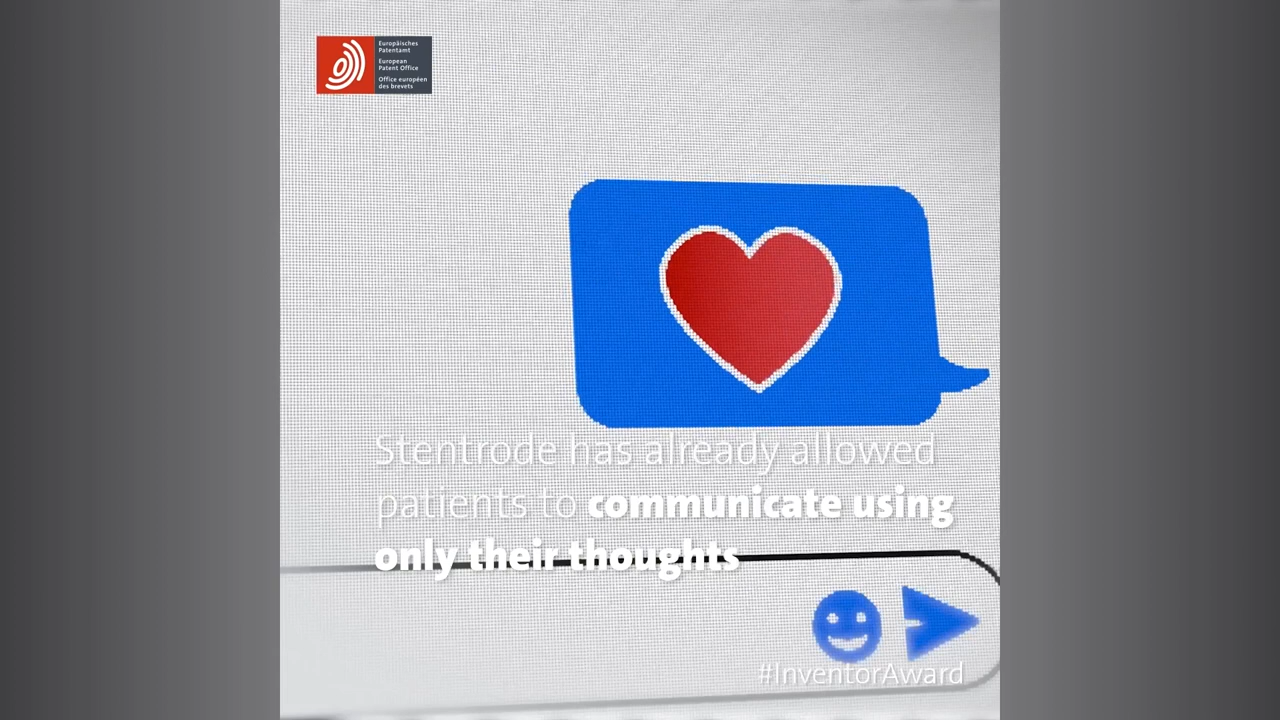 Europäisches
Patentamt
European
Patent Office
Office européen
des brevets
Stentrode has already allowed
patients to communicate using
only their thoughts
#InventorAward